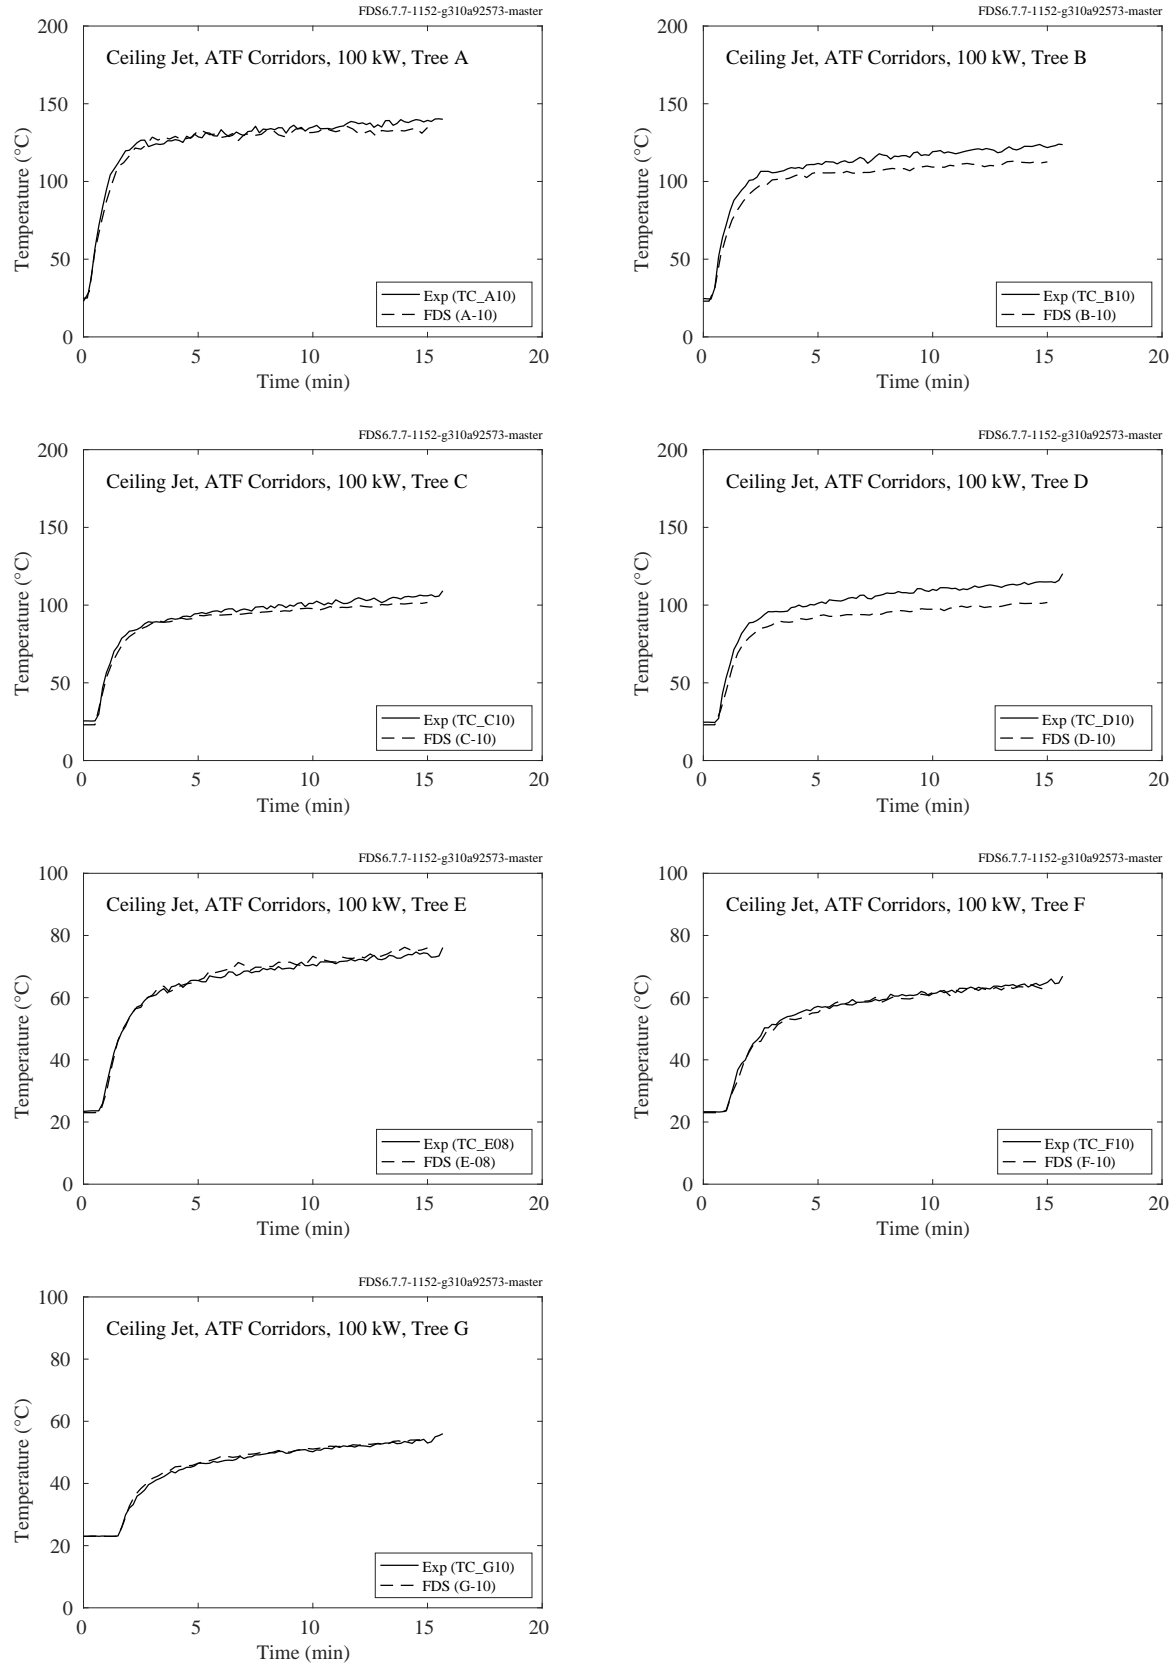 FDS6.7.7-1152-g310a92573-master
Ceiling Jet, ATF Corridors, 100 kW, Tree A
Temperature (°C)
200
150
100
50
0
0 5 10 15 20
Time (min)
Exp (TC_A10)
FDS (A-10)
FDS6.7.7-1152-g310a92573-master
Ceiling Jet, ATF Corridors, 100 kW, Tree B
Temperature (°C)
200
150
100
50
0
0 5 10 15 20
Time (min)
Exp (TC_B10)
FDS (B-10)
FDS6.7.7-1152-g310a92573-master
Ceiling Jet, ATF Corridors, 100 kW, Tree C
Temperature (°C)
200
150
100
50
0
0 5 10 15 20
Time (min)
Exp (TC_C10)
FDS (C-10)
FDS6.7.7-1152-g310a92573-master
Ceiling Jet, ATF Corridors, 100 kW, Tree D
Temperature (°C)
200
150
100
50
0
0 5 10 15 20
Time (min)
Exp (TC_D10)
FDS (D-10)
FDS6.7.7-1152-g310a92573-master
Ceiling Jet, ATF Corridors, 100 kW, Tree E
Temperature (°C)
100
80
60
40
20
0
0 5 10 15 20
Time (min)
Exp (TC_E08)
FDS (E-08)
FDS6.7.7-1152-g310a92573-master
Ceiling Jet, ATF Corridors, 100 kW, Tree F
Temperature (°C)
100
80
60
40
20
0
0 5 10 15 20
Time (min)
Exp (TC_F10)
FDS (F-10)
FDS6.7.7-1152-g310a92573-master
Ceiling Jet, ATF Corridors, 100 kW, Tree G
Temperature (°C)
100
80
60
40
20
0
0 5 10 15 20
Time (min)
Exp (TC_G10)
FDS (G-10)